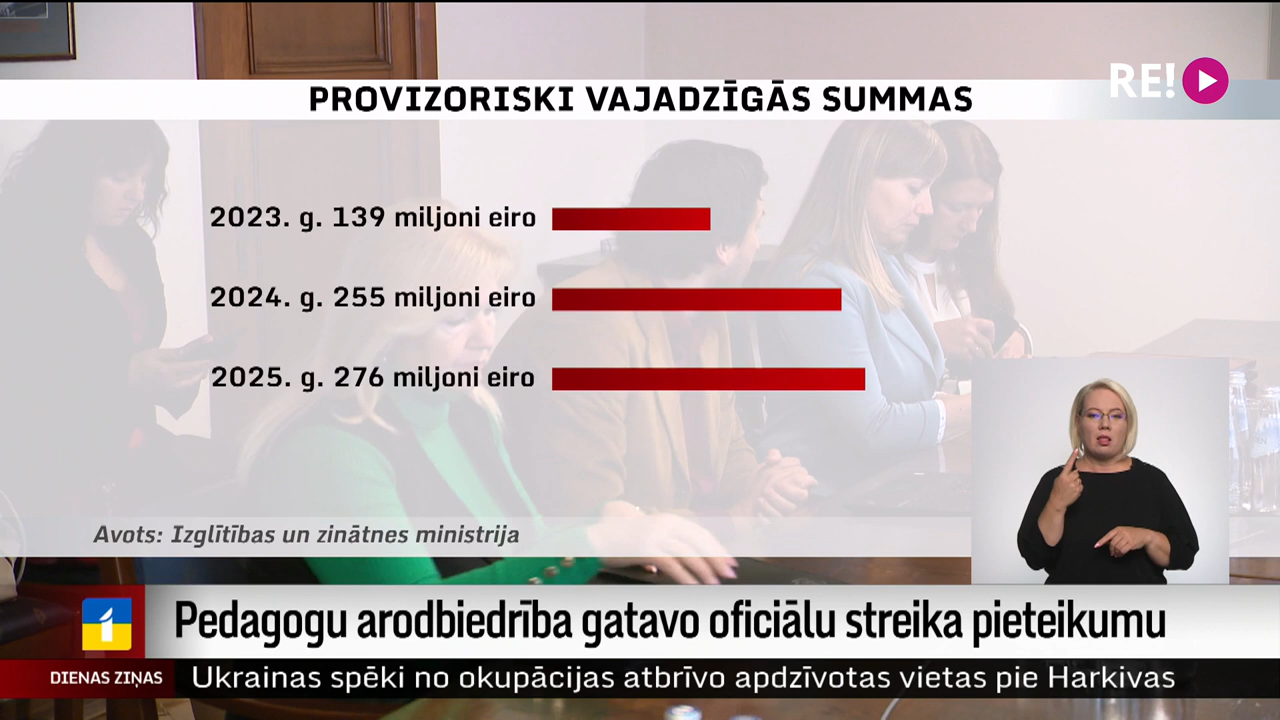 RE!
PROVIZORISKI VAJADZĪGĀS SUMMAS
2023. g. 139 miljoni eiro
2024. g. 255 miljoni eiro
2025. g. 276 miljoni eiro
Avots: Izglītības un zinātnes ministrija
1
Pedagogu arodbiedrība gatavo oficiālu streika pieteikumu
DIENAS ZIŅAS Ukrainas spēki no okupācijas atbrīvo apdzīvotas vietas pie Harkivas